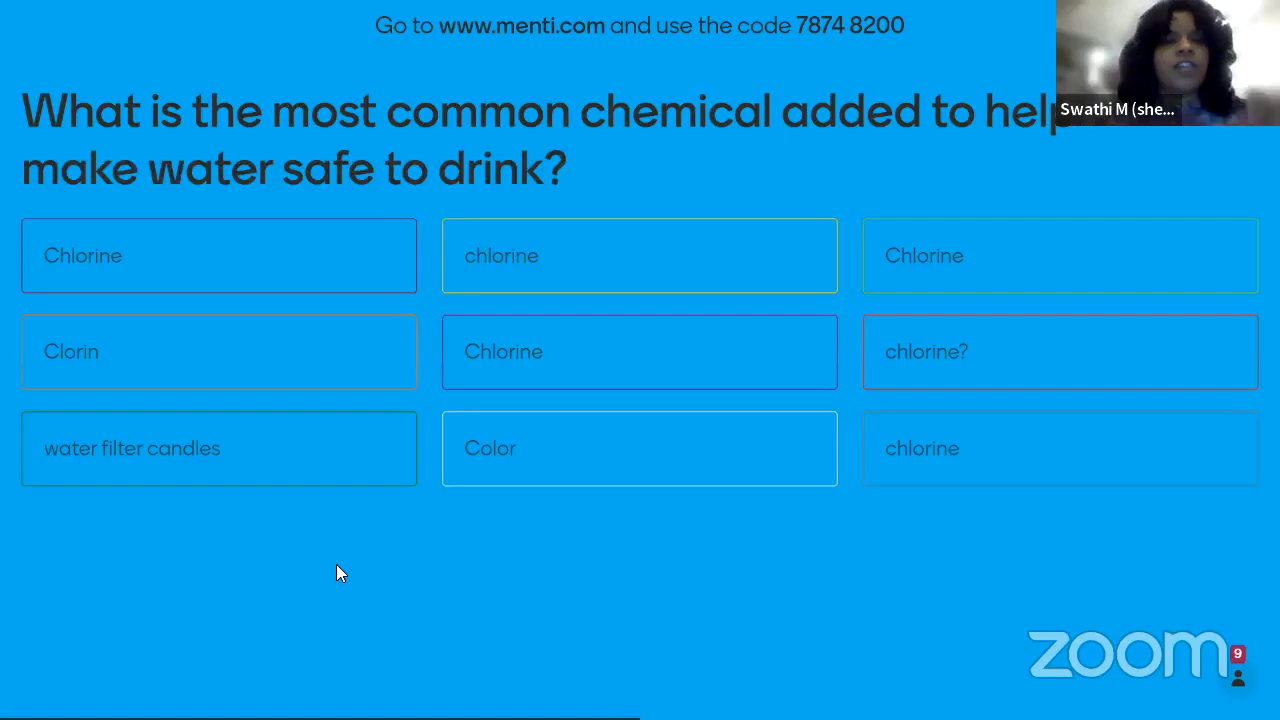 Go to www.menti.com and use the code 7874 8200
Swathi M (she...
What is the most common chemical added to help
make water safe to drink?
Chlorine
chlorine
Chlorine
Clorin
Chlorine
chlorine?
water filter candles
Color
chlorine
zoom
9